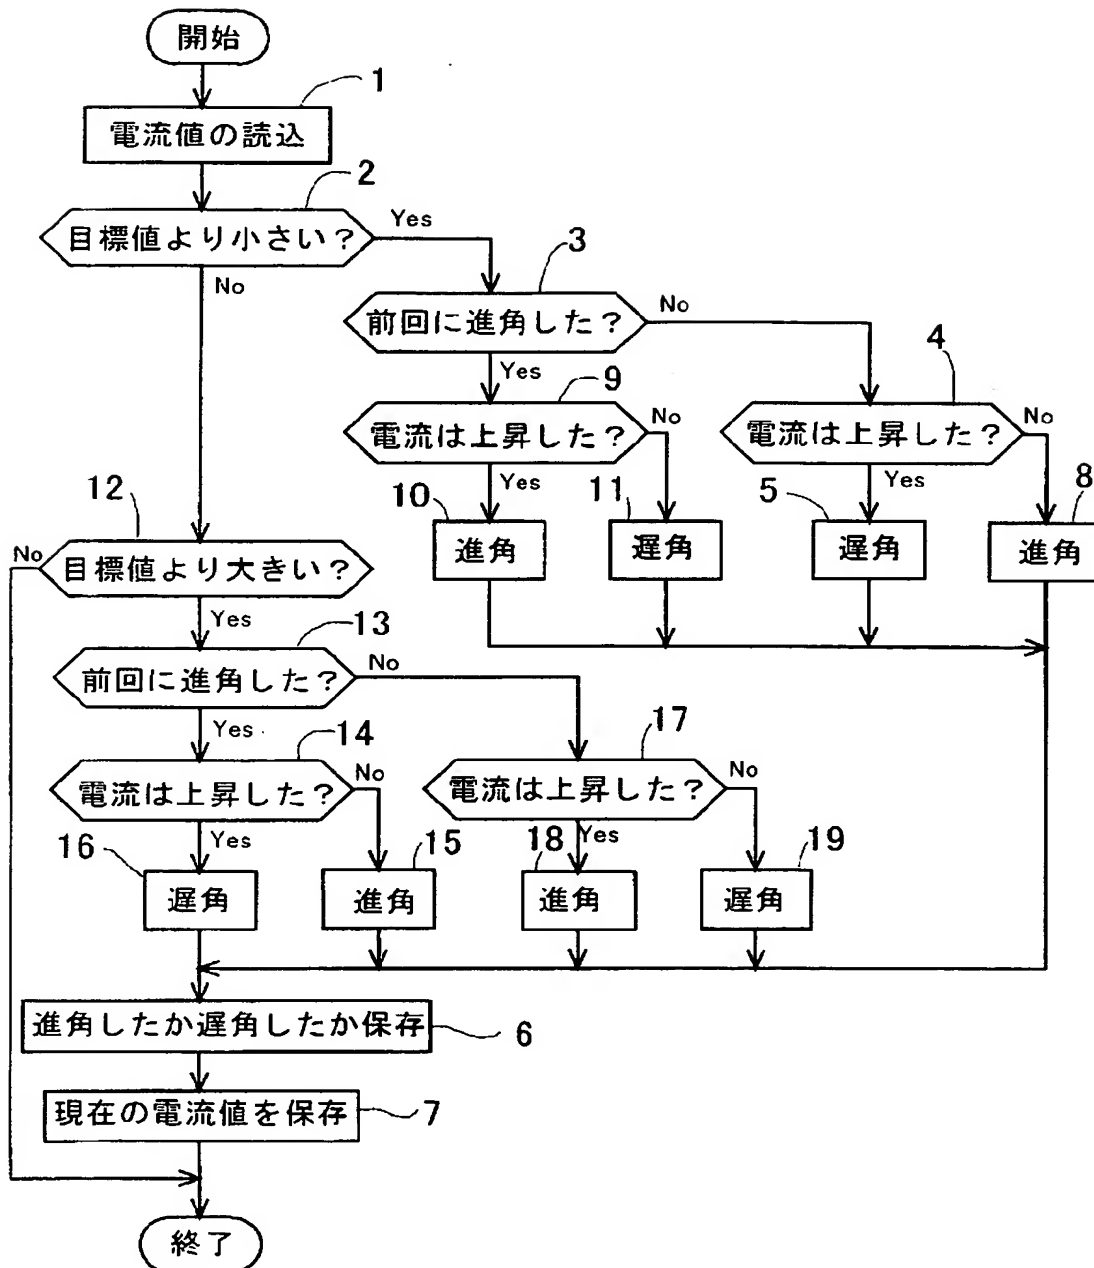 開始
1
電流値の読込
2
目標値より小さい?
Yes
No
3
前回に進角した?
No
Yes
4
9
電流は上昇した?
No
Yes
電流は上昇した?
No
Yes
10
進角
11
遅角
5
遅角
8
進角
12
No
目標値より大きい?
Yes
13
前回に進角した?
No
Yes
14
電流は上昇した?
No
Yes
17
電流は上昇した?
No
Yes
16
遅角
15
進角
18
進角
19
遅角
進角したか遅角したか保存
6
現在の電流値を保存
7
終了